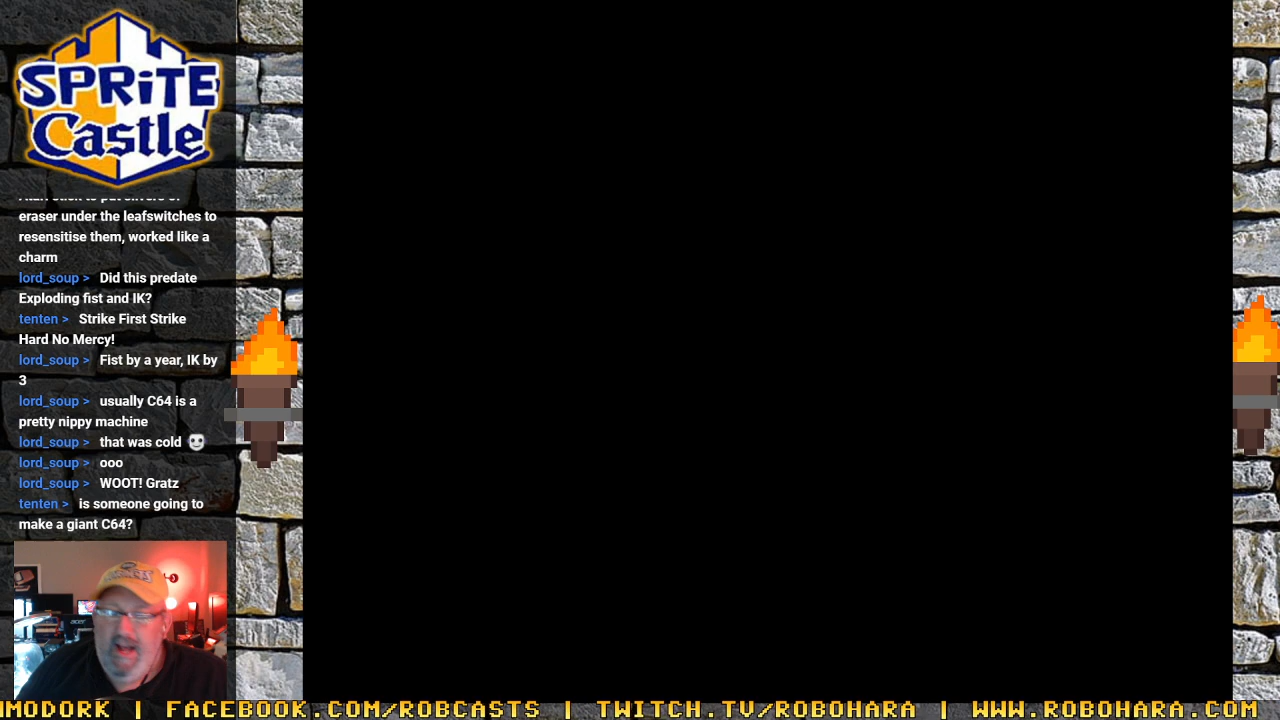 SPRiTE
Castle
eraser under the leafswitches to
resensitise them, worked like a
charm
lord_soup > Did this predate
Exploding fist and IK?
tenten > Strike First Strike
Hard No Mercy!
lord_soup > Fist by a year, IK by
3
lord_soup > usually C64 is a
pretty nippy machine
lord_soup > that was cold
lord_soup > ooo
lord_soup > WOOT! Gratz
tenten > is someone going to
make a giant C64?
acer
MMODORK | FACEBOOK.COM/ROBCASTS | TWITCH.TV/ROBOHARA | WWW.ROBOHARA.COM